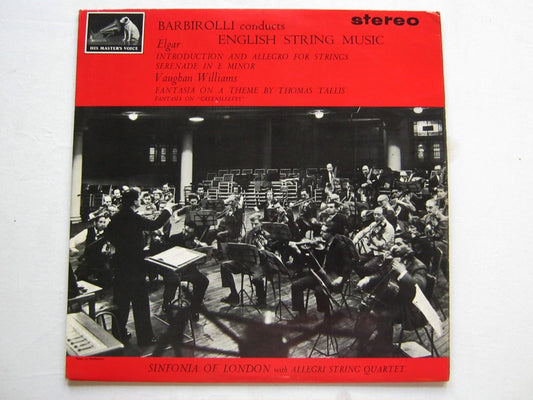 HIS MASTER'S VOICE
BARBIROLLI conducts
stereo
ENGLISH STRING MUSIC
Elgar
INTRODUCTION AND ALLEGRO FOR STRINGS
SERENADE IN E MINOR
Vaughan Williams
FANTASIA ON A THEME BY THOMAS TALLIS
FANTASIA ON "GREENSLEEVES"
SINFONIA OF LONDON with ALLEGRI STRING QUARTET